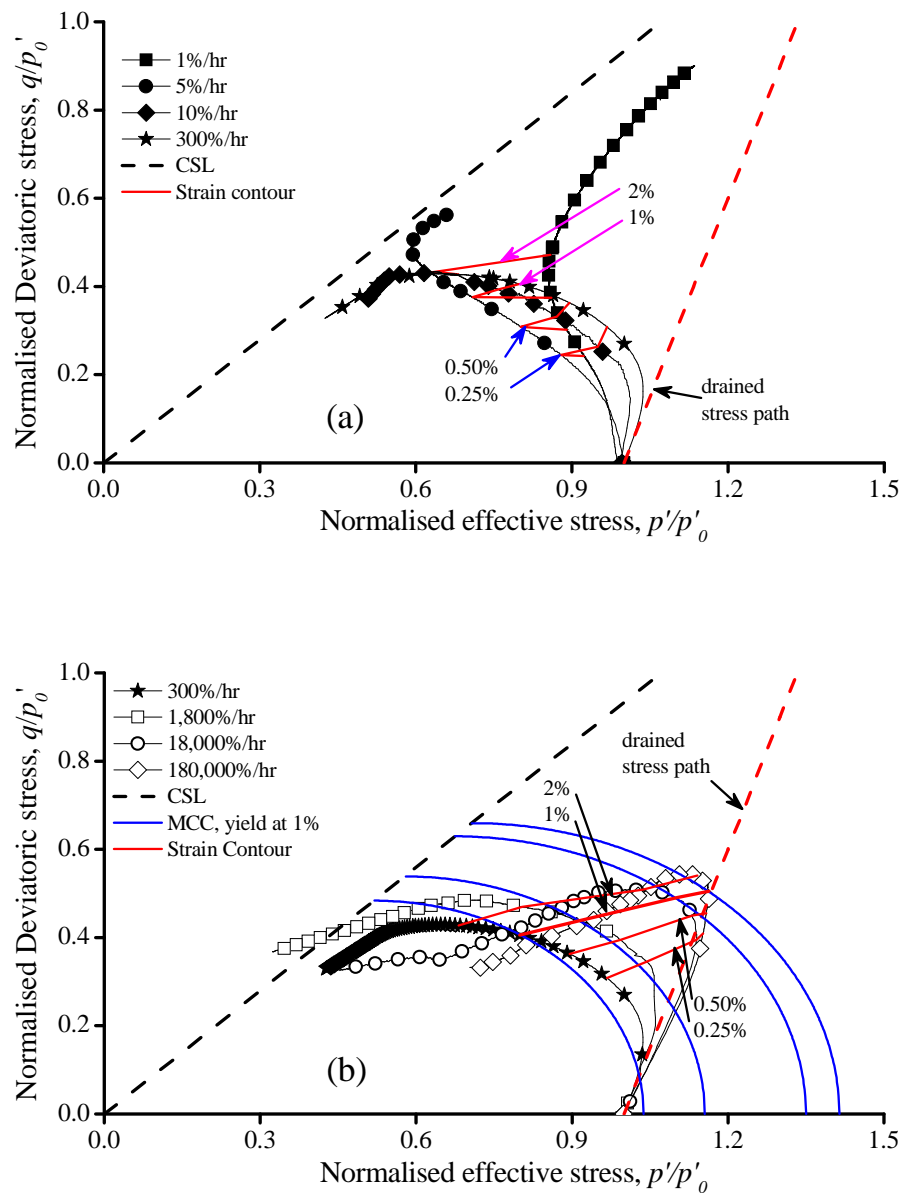 1.0
0.8
0.6
0.4
0.2
0.0
Normalised Deviatoric stress, q/p0'
1%/hr
5%/hr
10%/hr
300%/hr
CSL
Strain contour
2%
1%
0.50%
0.25%
drained
stress path
(a)
0.0 0.3 0.6 0.9 1.2 1.5
Normalised effective stress, p'/p'0
1.0
0.8
0.6
0.4
0.2
0.0
Normalised Deviatoric stress, q/p0'
300%/hr
1,800%/hr
18,000%/hr
180,000%/hr
CSL
MCC, yield at 1%
Strain Contour
drained
stress path
2%
1%
0.50%
0.25%
(b)
0.0 0.3 0.6 0.9 1.2 1.5
Normalised effective stress, p'/p'0